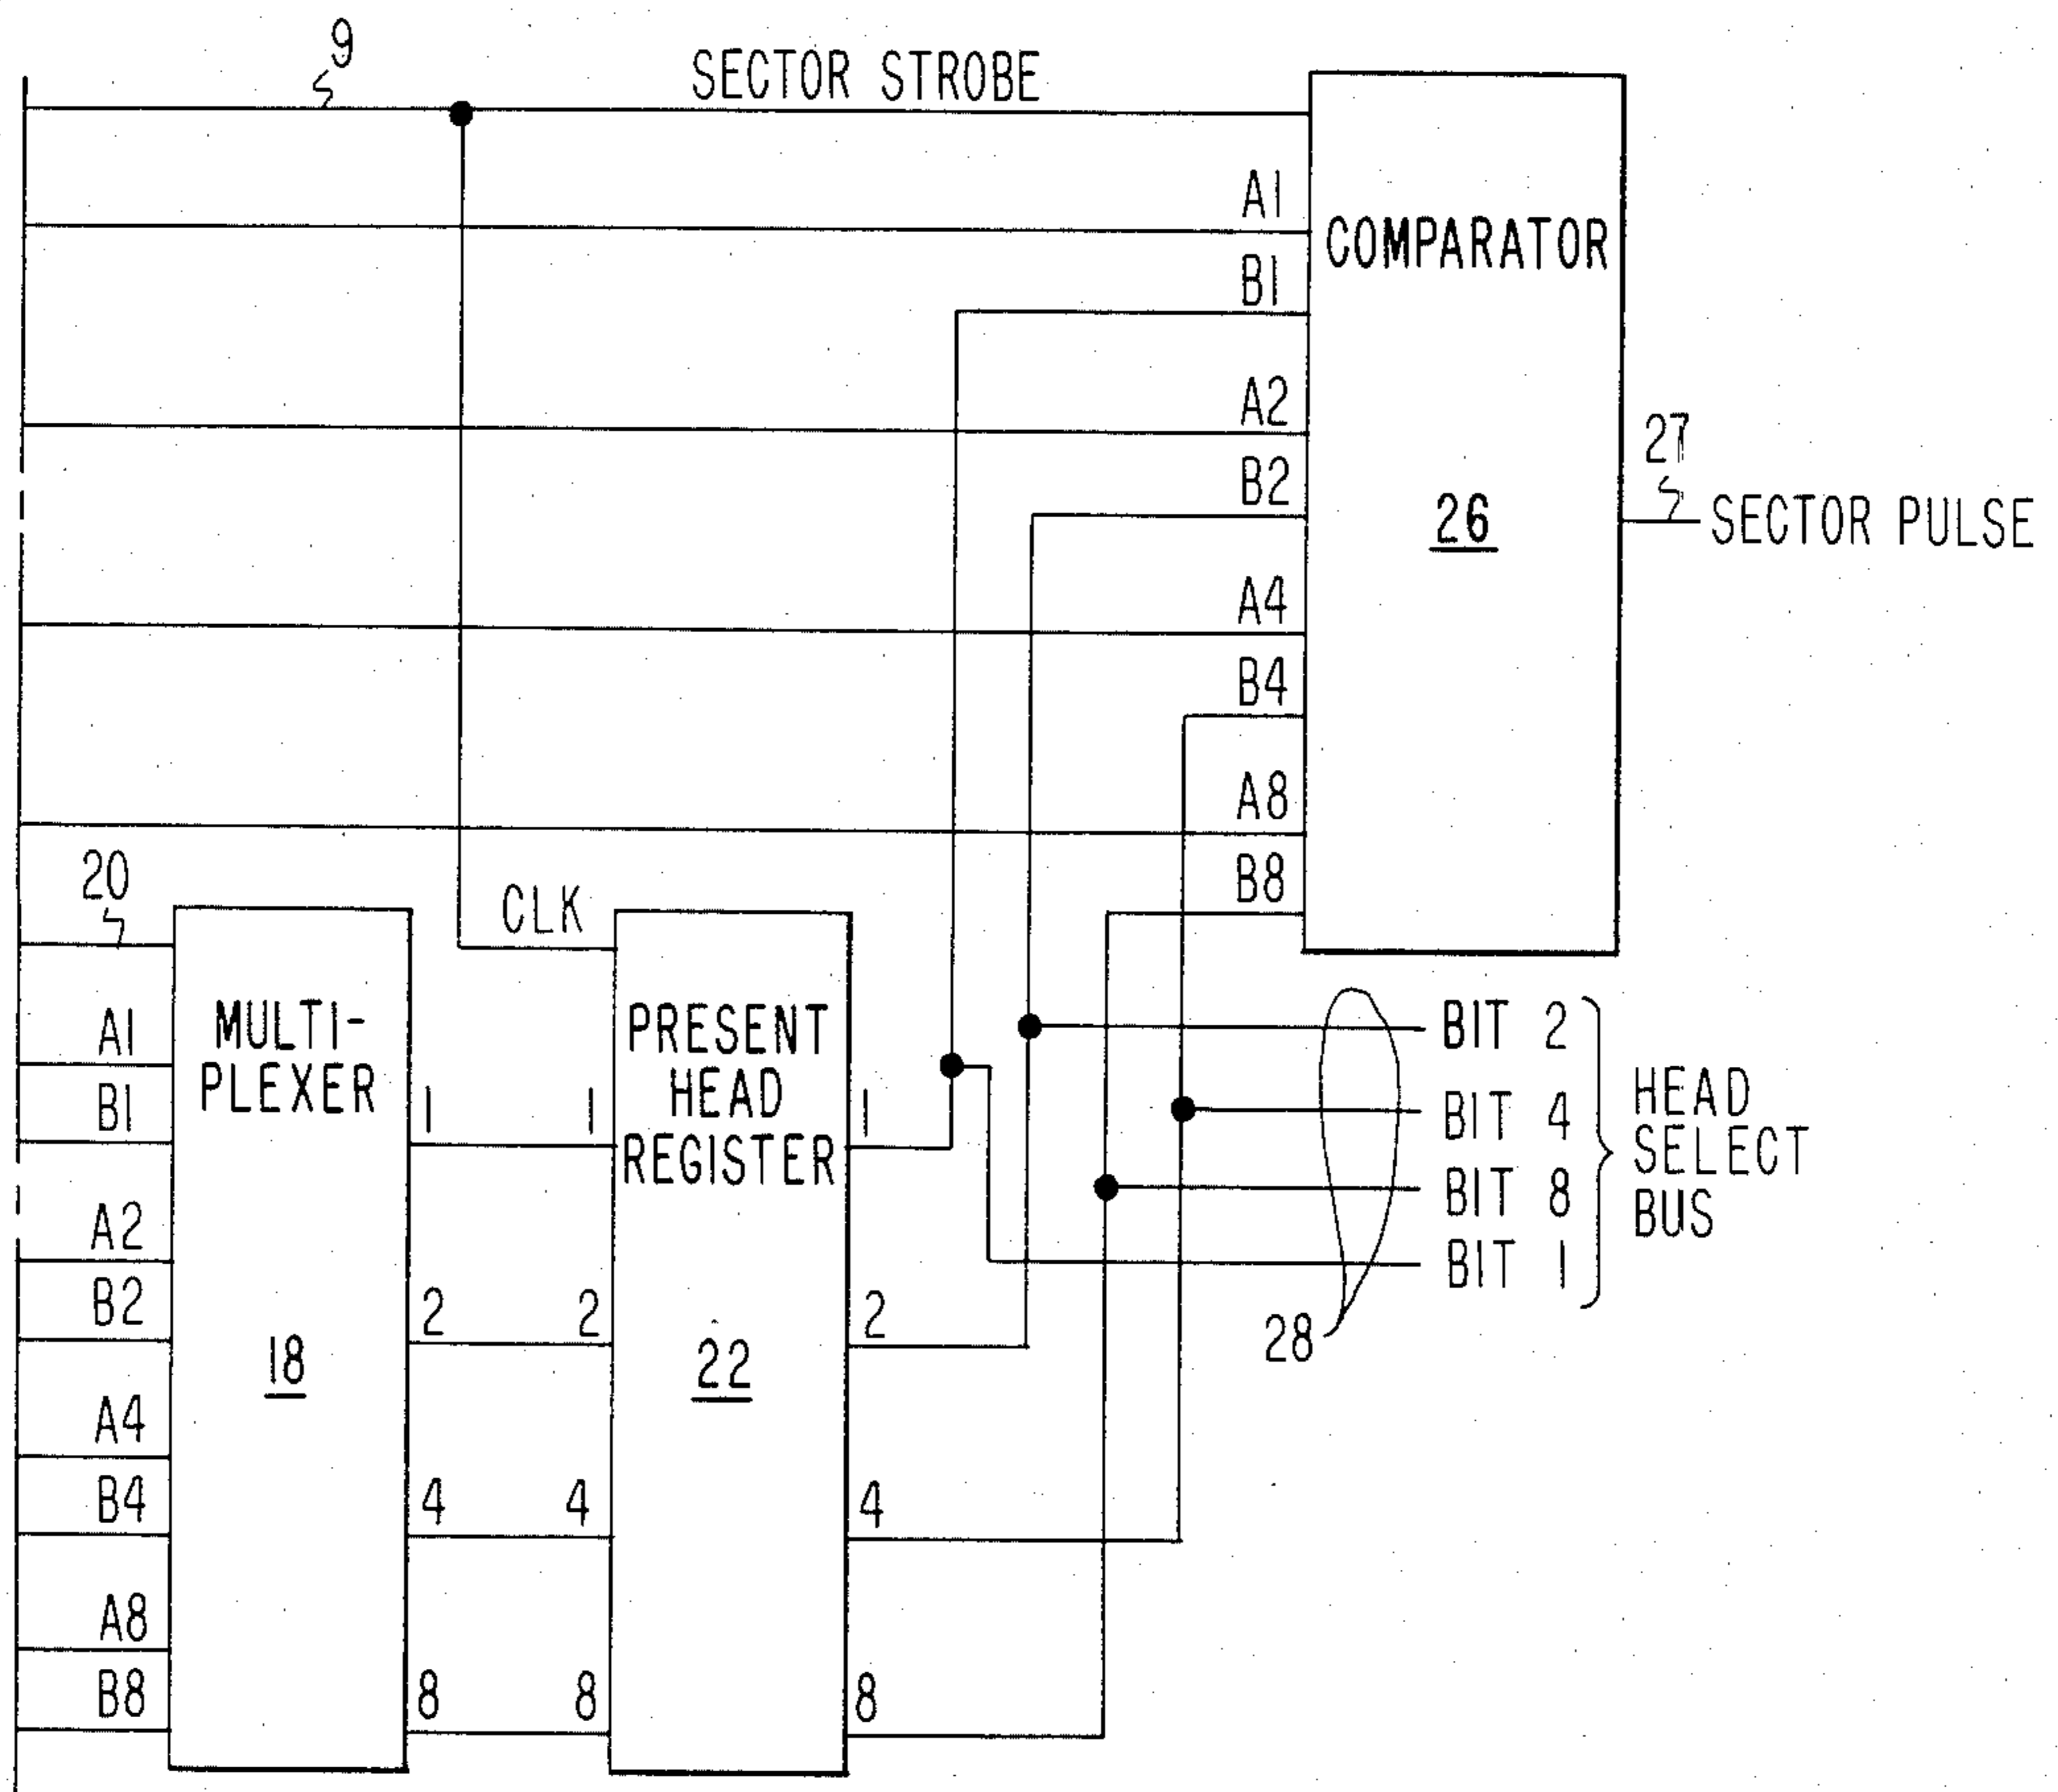 9
SECTOR STROBE
A1
COMPARATOR
B1
A2
27
B2
26
SECTOR PULSE
A4
B4
A8
20
B8
CLK
MULTI-
PLEXER
PRESENT
HEAD
REGISTER
A1
B1
A2
B2
A4
B4
A8
B8
18
1
2
4
8
1
2
4
8
22
1
2
4
8
BIT 2
BIT 4
BIT 8
BIT 1
HEAD
SELECT
BUS
28